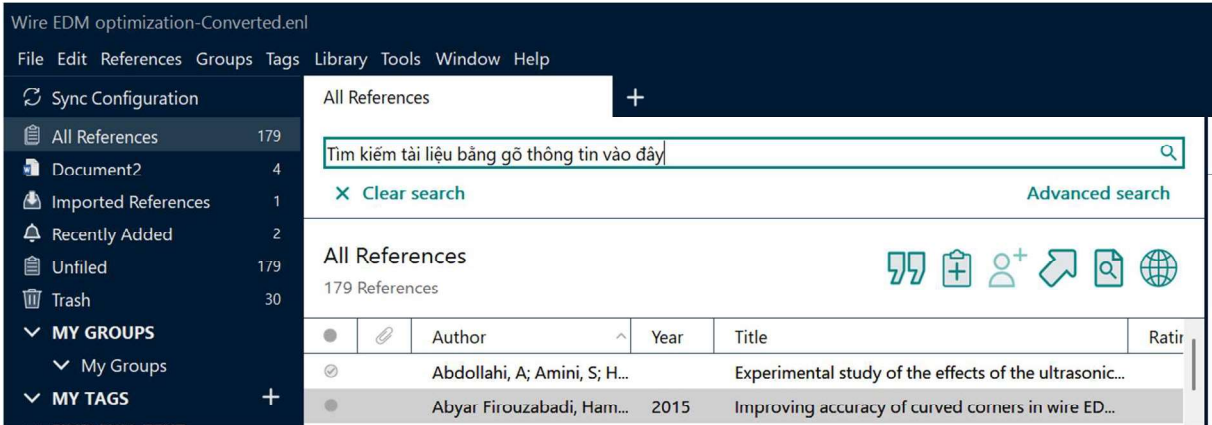 Wire EDM optimization-Converted.enl
File Edit References Groups Tags Library Tools Window Help
Sync Configuration
All References 179
Document2 4
Imported References 1
Recently Added 2
Unfiled 179
Trash 30
MY GROUPS
My Groups
MY TAGS +
All References +
Tìm kiếm tài liệu bằng gõ thông tin vào đây
Clear search Advanced search
All References
179 References
Author Year Title Ratin
Abdollahi, A; Amini, S; H... Experimental study of the effects of the ultrasonic...
Abyar Firouzabadi, Ham... 2015 Improving accuracy of curved corners in wire ED...